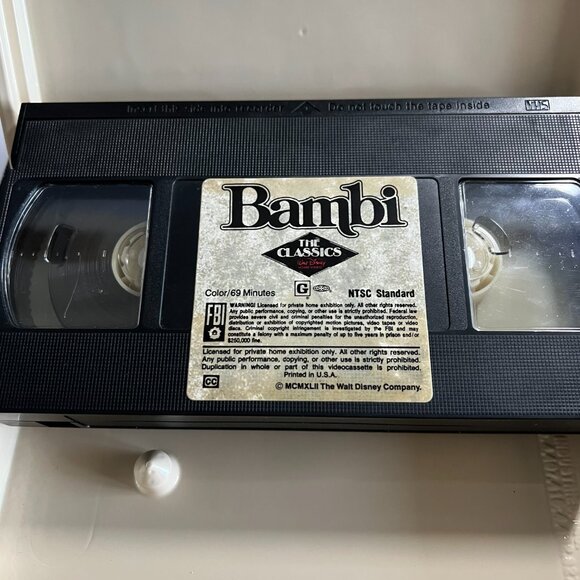 Insert this side into recorder Do not touch the tape inside VHS
Bambi
THE
CLASSICS
Walt Disney
HOME VIDEO
Color/69 Minutes G NTSC Standard
FBI WARNING! Licensed for private home exhibition only. All other rights reserved.
Any public performance, copying, or other use is strictly prohibited. Federal law
provides severe civil and criminal penalties for the unauthorized reproduction,
distribution or exhibition of copyrighted motion pictures, video tapes or video
discs. Criminal copyright infringement is investigated by the FBI and may
constitute a felony with a maximum penalty of up to five years in prison and/or
$250,000 fine.
Licensed for private home exhibition only. All other rights reserved.
Any public performance, copying, or other use is strictly prohibited.
Duplication in whole or part of this videocassette is prohibited.
Printed in U.S.A.
CC © MCMXLII The Walt Disney Company.